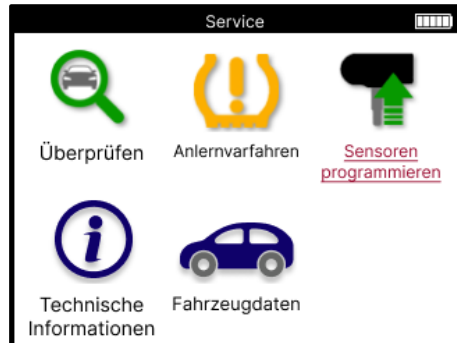 Service
Überprüfen
Anlernvarfahren
Sensoren
programmieren
Technische
Informationen
Fahrzeugdaten